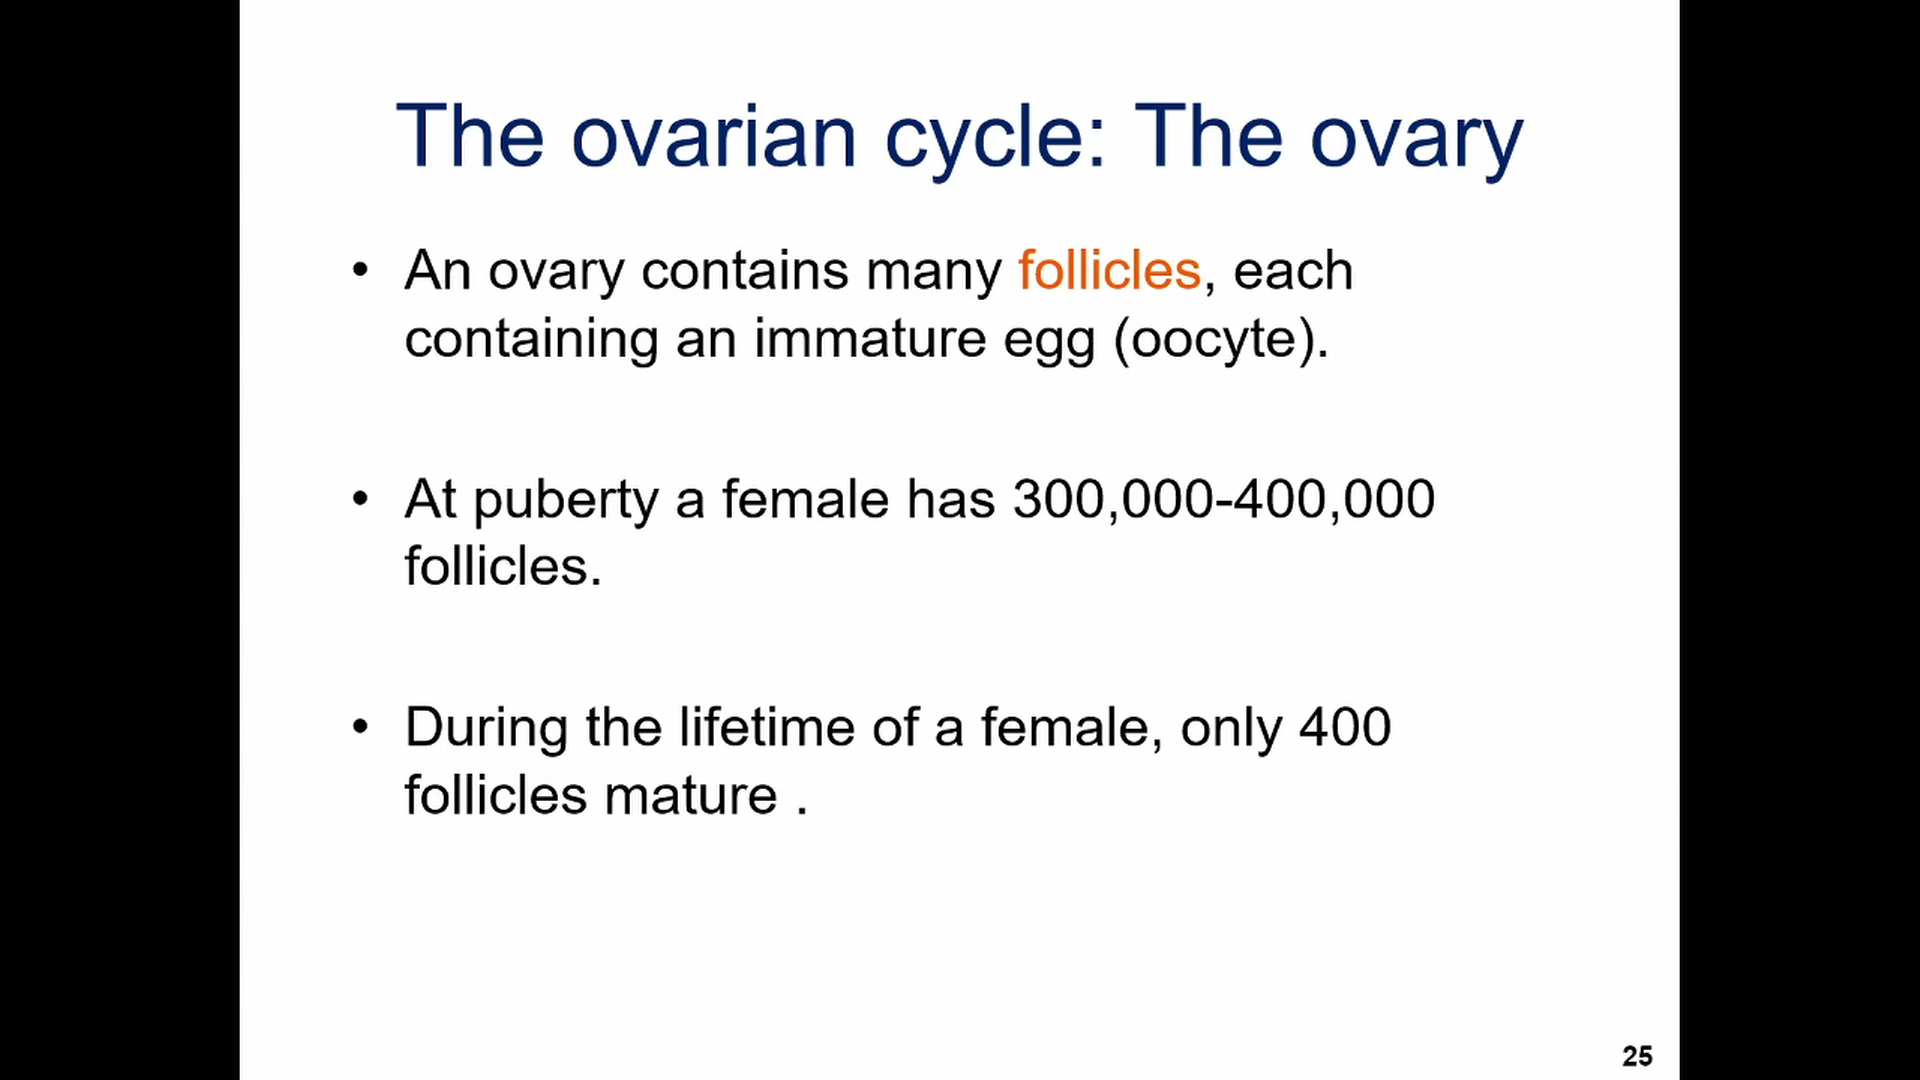 The ovarian cycle: The ovary
• An ovary contains many follicles, each
containing an immature egg (oocyte).
• At puberty a female has 300,000-400,000
follicles.
• During the lifetime of a female, only 400
follicles mature .
25